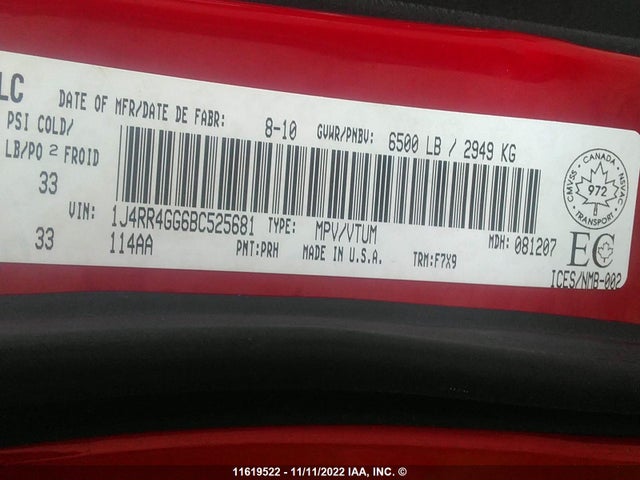 LC
DATE OF MFR/DATE DE FABR: 8-10 GVWR/PNBV: 6500 LB / 2949 KG
PSI COLD/
LB/PO 2 FROID
33
33
VIN: 1J4RR4GG6BC525681 TYPE: MPV/VTUM MDH: 081207
114AA PNT:PRH MADE IN U.S.A. TRM:F7X9
CANADA
CMVSS NSVAC
972
TRANSPORT
EC
ICES/NMB-002
11619522 - 11/11/2022 IAA, INC. ©